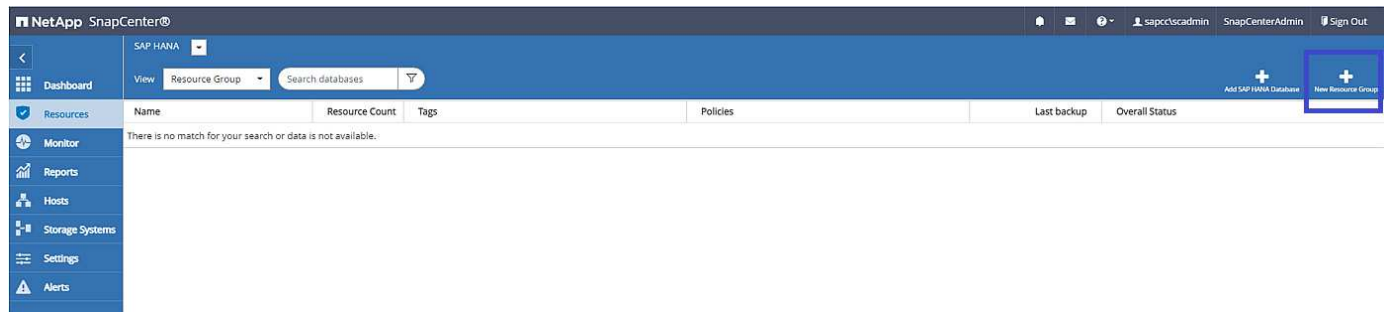 NetApp SnapCenter®
sapcc\scadmin SnapCenterAdmin Sign Out
SAP HANA
View Resource Group Search databases
Add SAP HANA Database New Resource Group
Name Resource Count Tags Policies Last backup Overall Status
There is no match for your search or data is not available.
Dashboard
Resources
Monitor
Reports
Hosts
Storage Systems
Settings
Alerts